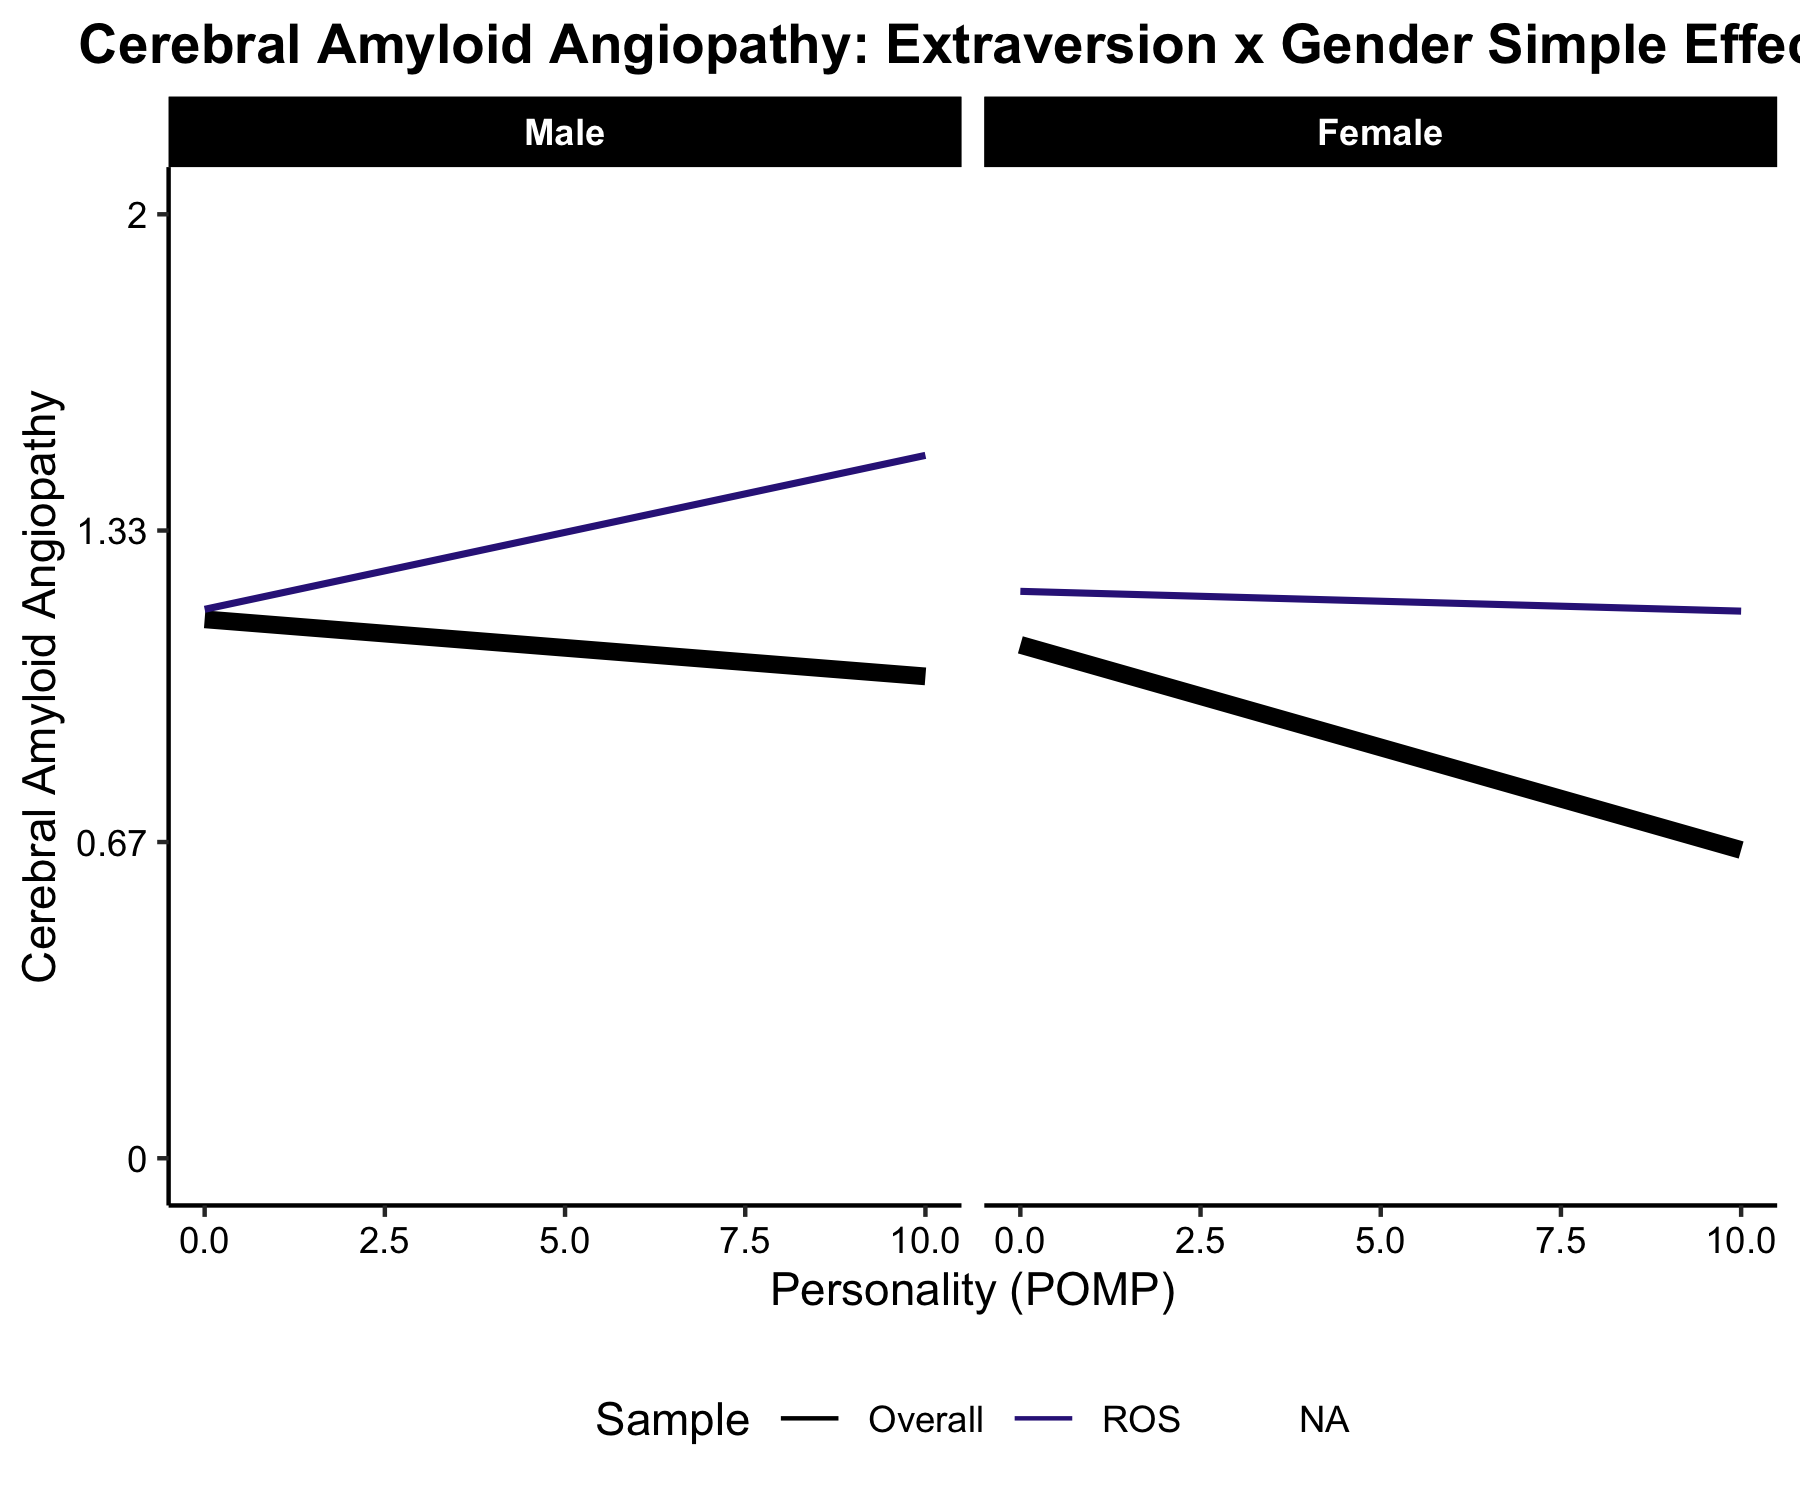 Cerebral Amyloid Angiopathy: Extraversion x Gender Simple Effec
Male
Female
Cerebral Amyloid Angiopathy
2
1.33
0.67
0
0.0 2.5 5.0 7.5 10.0
0.0 2.5 5.0 7.5 10.0
Personality (POMP)
Sample Overall ROS NA